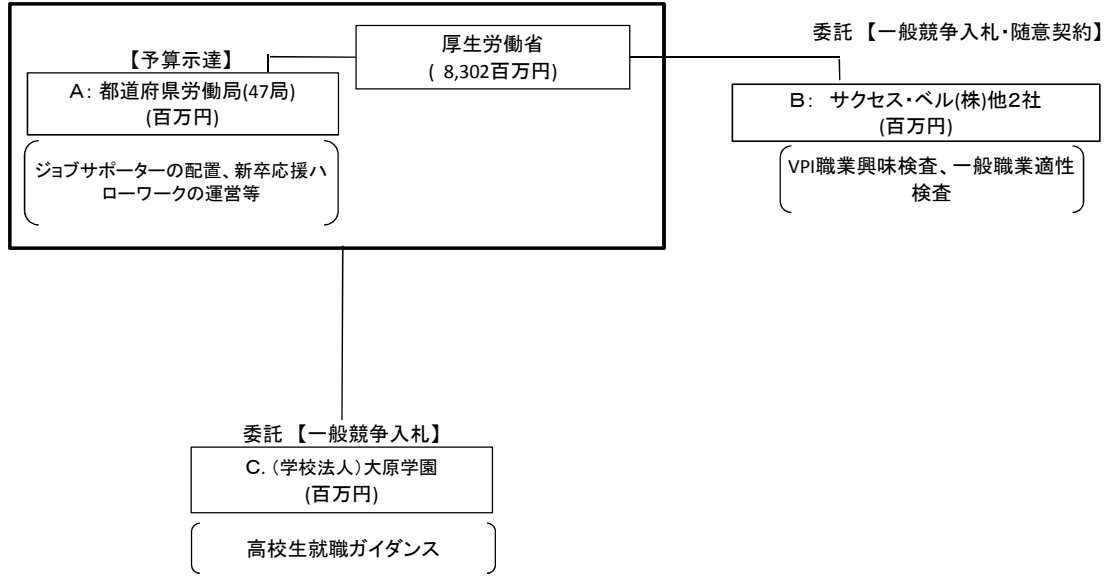 厚生労働省
( 8,302百万円)
委託 【一般競争入札・随意契約】
【予算示達】
A: 都道府県労働局(47局)
(百万円)
ジョブサポーターの配置、新卒応援ハ
ローワークの運営等
B: サクセス・ベル(株)他2社
(百万円)
VPI職業興味検査、一般職業適性
検査
委託 【一般競争入札】
C. (学校法人)大原学園
(百万円)
高校生就職ガイダンス